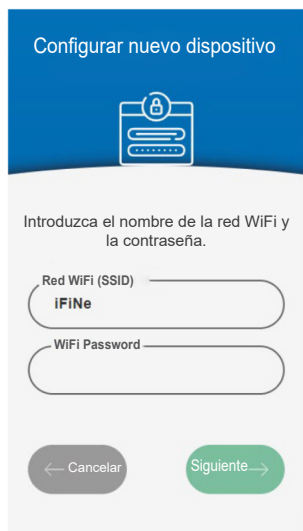 Configurar nuevo dispositivo
Introduzca el nombre de la red WiFi y
la contraseña.
Red WiFi (SSID)
iFiNe
WiFi Password
Cancelar
Siguiente